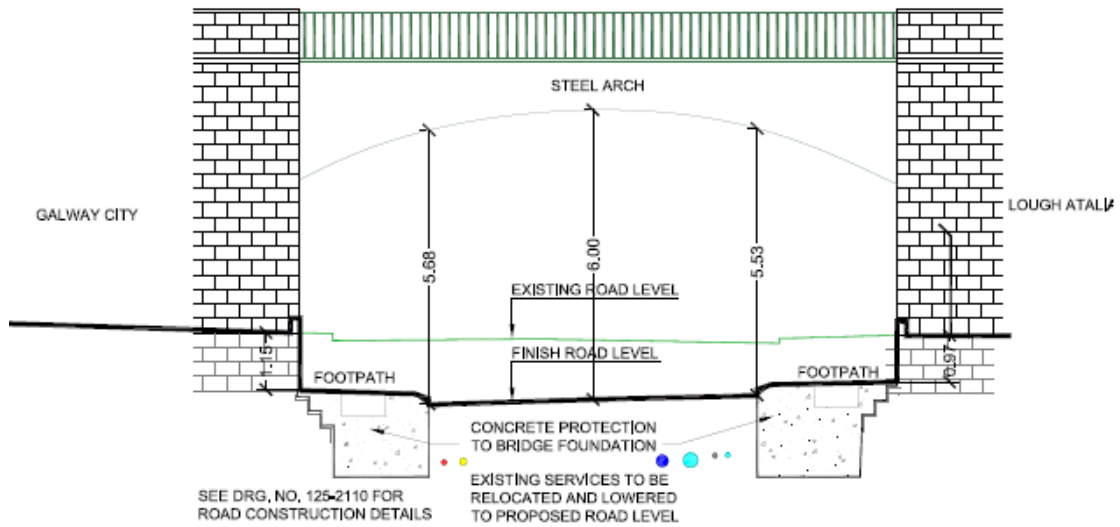 STEEL ARCH
GALWAY CITY
LOUGH ATALIA
5.68
6.00
5.53
EXISTING ROAD LEVEL
1.15
FINISH ROAD LEVEL
0.97
FOOTPATH
FOOTPATH
CONCRETE PROTECTION
TO BRIDGE FOUNDATION
SEE DRG. NO. 125-2110 FOR
ROAD CONSTRUCTION DETAILS
EXISTING SERVICES TO BE
RELOCATED AND LOWERED
TO PROPOSED ROAD LEVEL